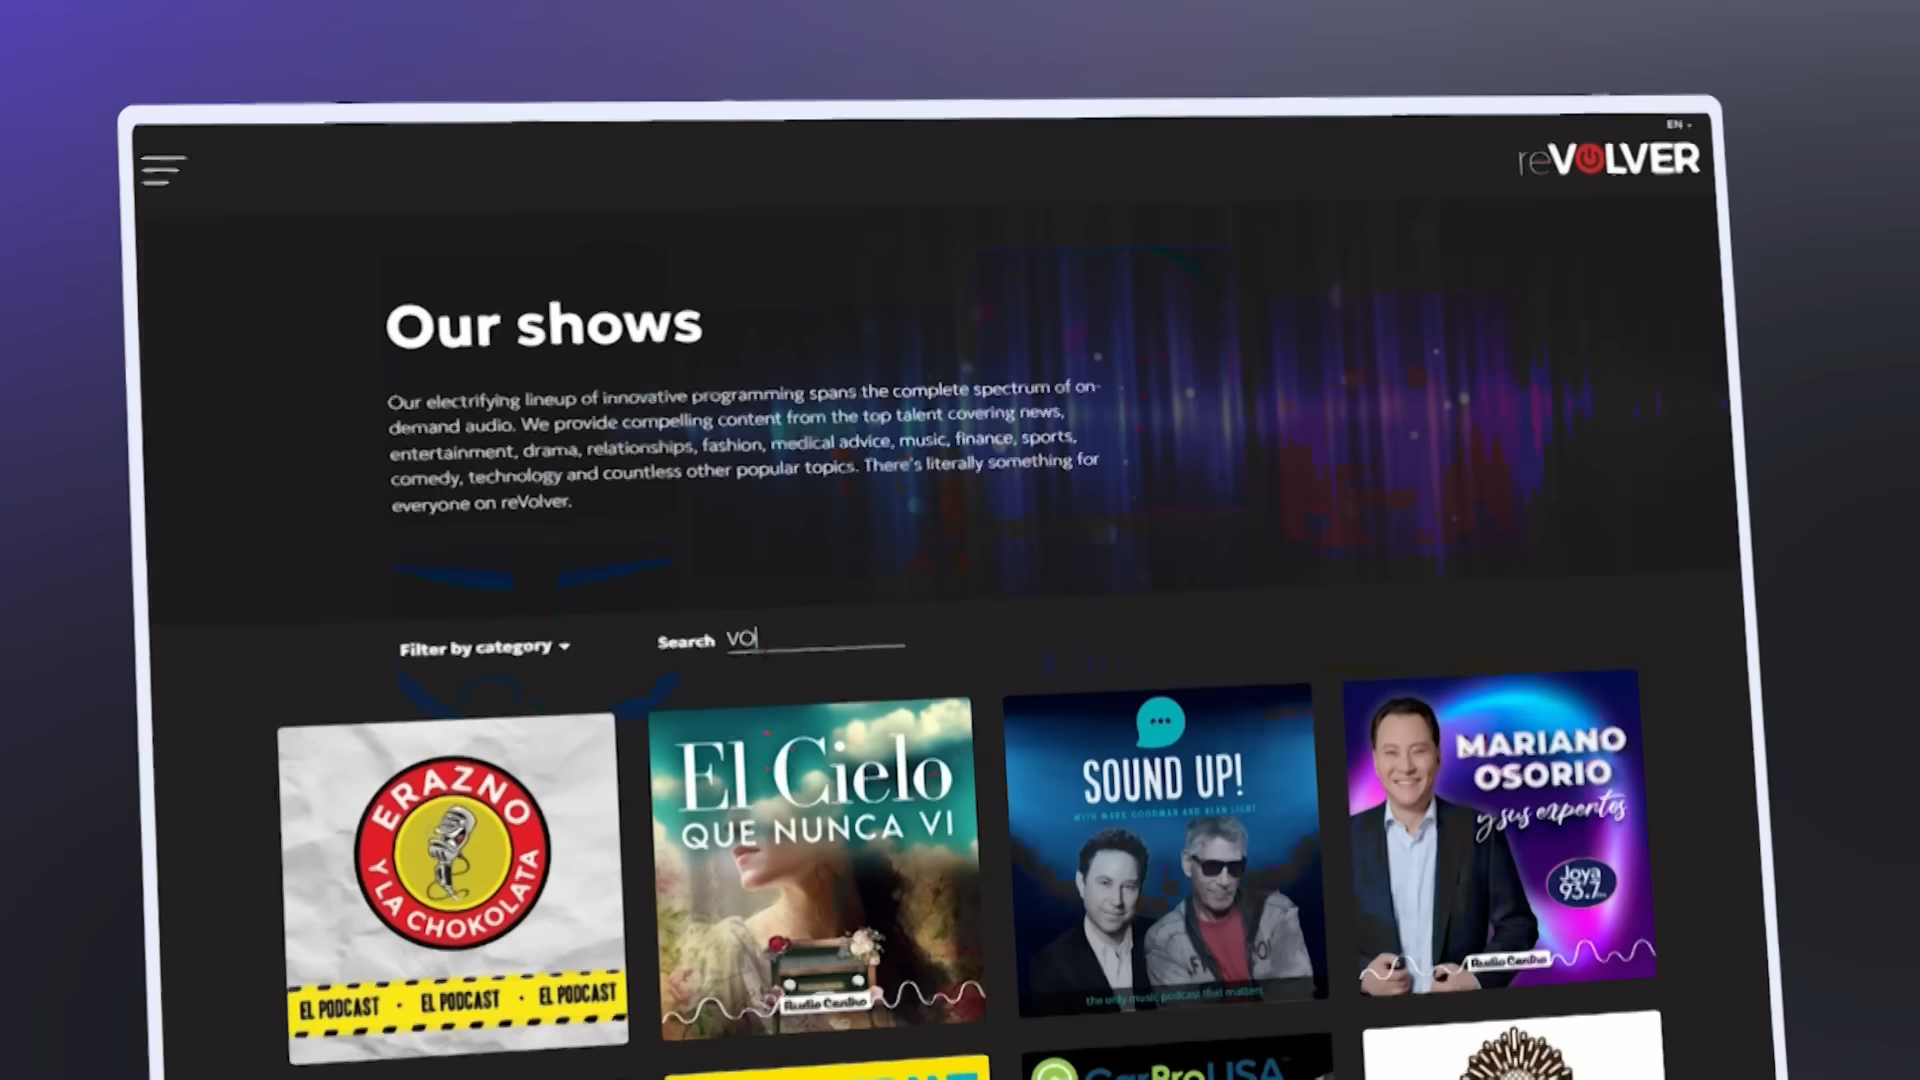 EN
reVOLVER
Our shows
Our electrifying lineup of innovative programming spans the complete spectrum of on-
demand audio. We provide compelling content from the top talent covering news,
entertainment, drama, relationships, fashion, medical advice, music, finance, sports,
comedy, technology and countless other popular topics. There's literally something for
everyone on reVolver.
Filter by category
Search VO
ERAZNO
Y LA CHOKOLATA
EL PODCAST · EL PODCAST · EL PODCAST
El Cielo
QUE NUNCA VI
Radio Centro
SOUND UP!
WITH MARK GOODMAN AND ALAN LIGHT
the only music podcast that matters
MARIANO
OSORIO
y sus expertos
Joya
93.7
Radio Centro
CarProUSA